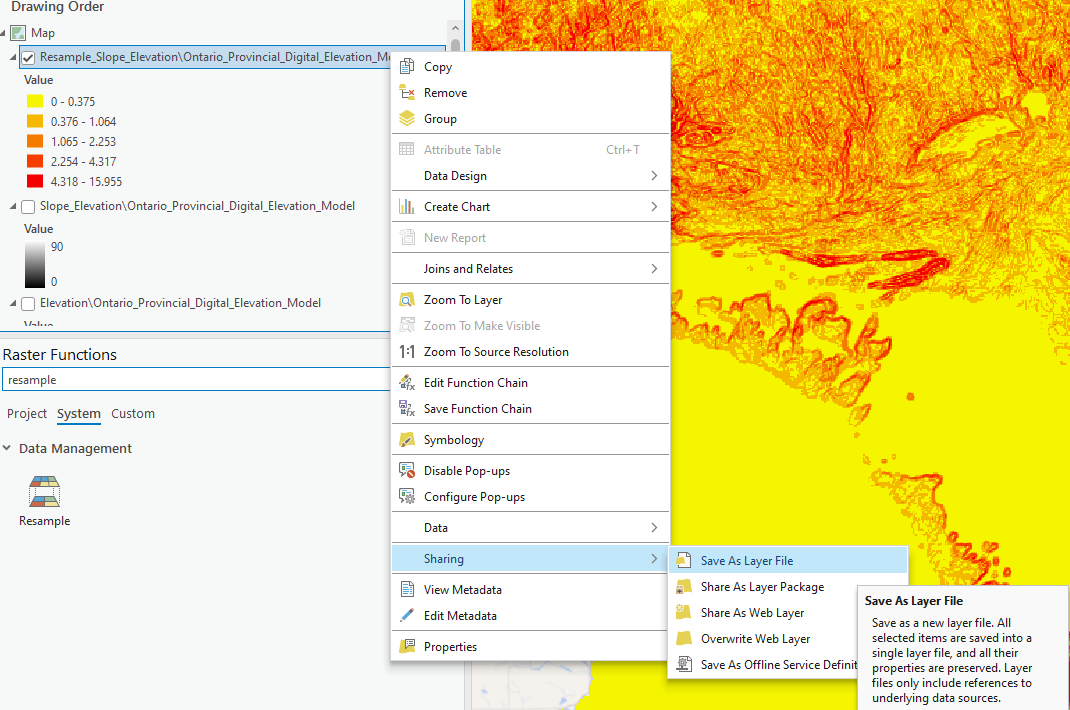 Drawing Order
Map
Resample_Slope_Elevation\Ontario_Provincial_Digital_Elevation_Mo
Value
0 - 0.375
0.376 - 1.064
1.065 - 2.253
2.254 - 4.317
4.318 - 15.955
Slope_Elevation\Ontario_Provincial_Digital_Elevation_Model
Value
90
0
Elevation\Ontario_Provincial_Digital_Elevation_Model
Value
Raster Functions
resample
Project System Custom
Data Management
Resample
Copy
Remove
Group
Attribute Table Ctrl+T
Data Design
Create Chart
New Report
Joins and Relates
Zoom To Layer
Zoom To Make Visible
1:1 Zoom To Source Resolution
Edit Function Chain
Save Function Chain
Symbology
Disable Pop-ups
Configure Pop-ups
Data
Sharing
View Metadata
Edit Metadata
Properties
Save As Layer File
Share As Layer Package
Share As Web Layer
Overwrite Web Layer
Save As Offline Service Definit
Save As Layer File
Save as a new layer file. All
selected items are saved into a
single layer file, and all their
properties are preserved. Layer
files only include references to
underlying data sources.